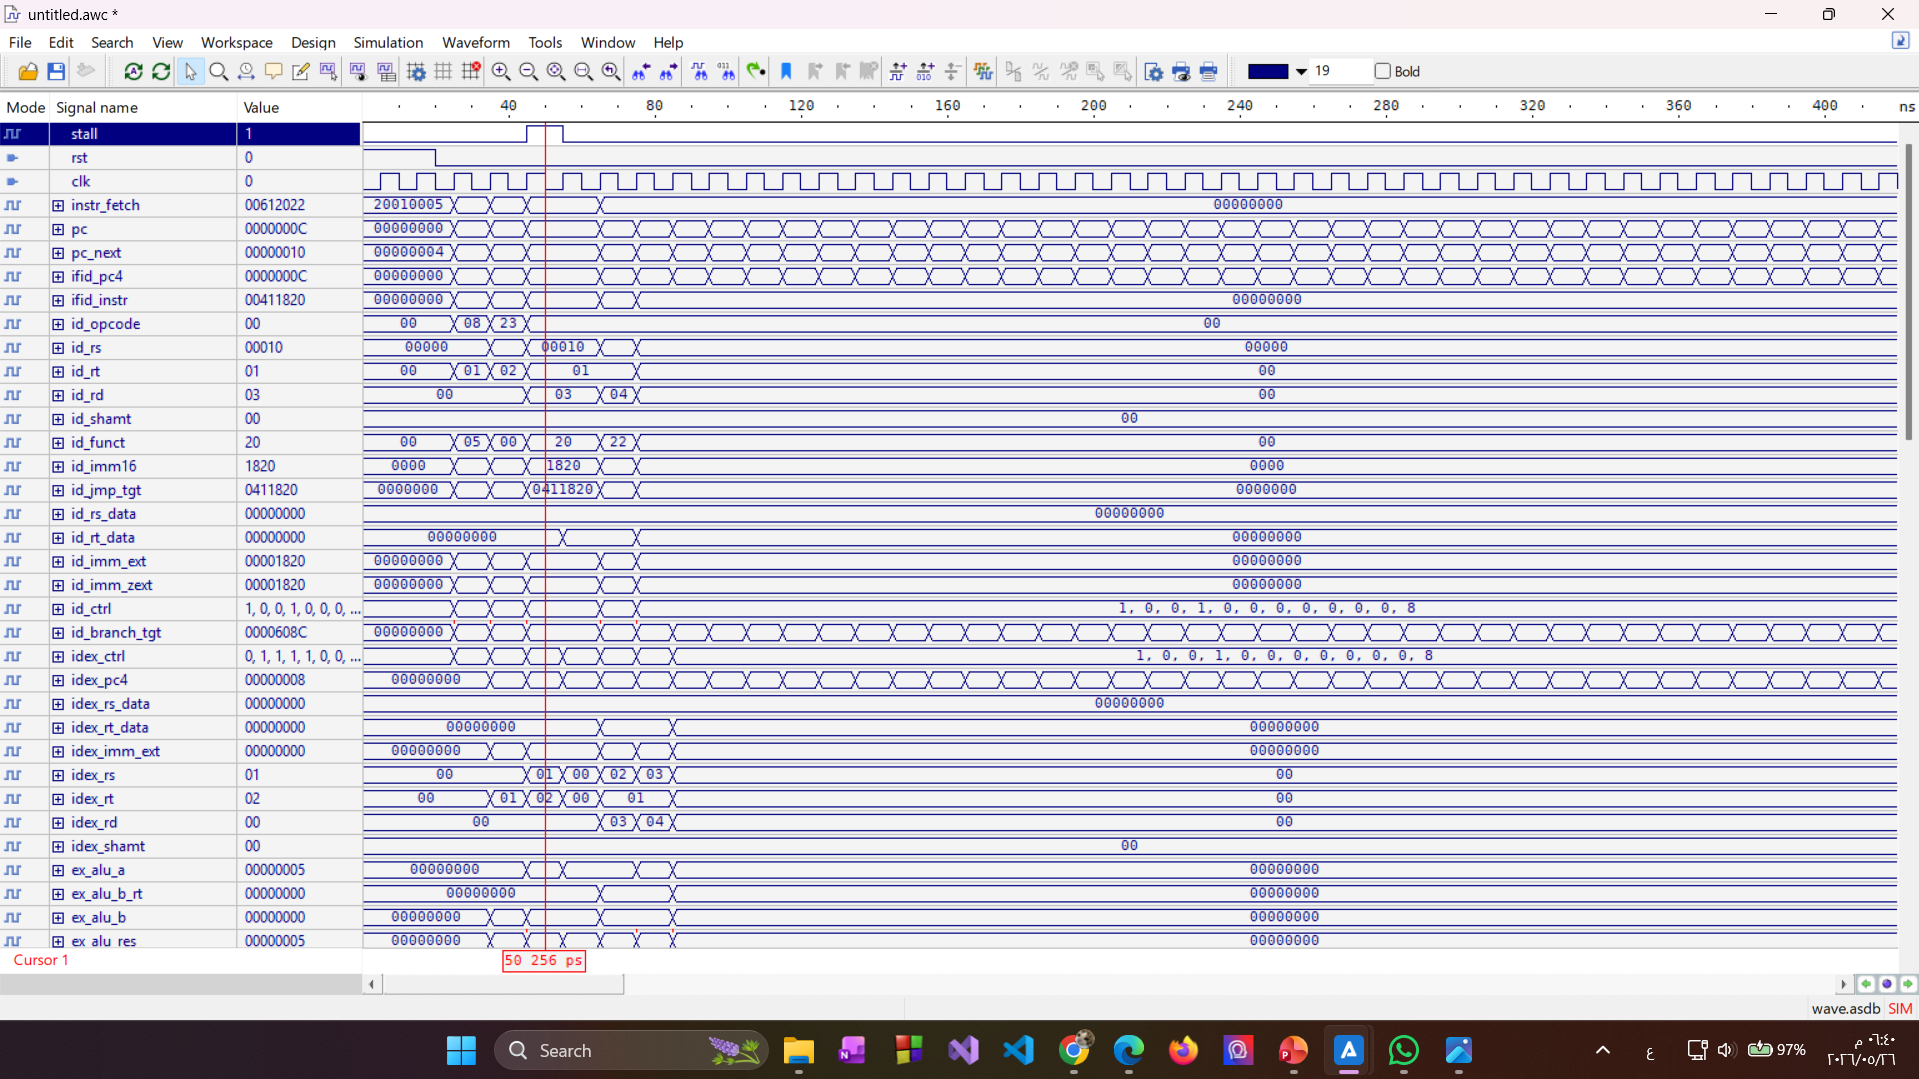 untitled.awc *
File Edit Search View Workspace Design Simulation Waveform Tools Window Help
19 Bold
Mode Signal name Value 40 80 120 160 200 240 280 320 360 400 ns
stall 1
rst 0
clk 0
instr_fetch 00612022 20010005 00000000
pc 0000000C 00000000
pc_next 00000010 00000004
ifid_pc4 0000000C 00000000
ifid_instr 00411820 00000000 00000000
id_opcode 00 00 08 23 00
id_rs 00010 00000 00010 00000
id_rt 01 00 01 02 01 00
id_rd 03 00 03 04 00
id_shamt 00 00
id_funct 20 00 05 00 20 22 00
id_imm16 1820 0000 1820 0000
id_jmp_tgt 0411820 0000000 0411820 0000000
id_rs_data 00000000 00000000
id_rt_data 00000000 00000000 00000000
id_imm_ext 00001820 00000000 00000000
id_imm_zext 00001820 00000000 00000000
id_ctrl 1, 0, 0, 1, 0, 0, 0, ... 1, 0, 0, 1, 0, 0, 0, 0, 0, 0, 0, 8
id_branch_tgt 0000608C 00000000
idex_ctrl 0, 1, 1, 1, 1, 0, 0, ... 1, 0, 0, 1, 0, 0, 0, 0, 0, 0, 0, 8
idex_pc4 00000008 00000000
idex_rs_data 00000000 00000000
idex_rt_data 00000000 00000000 00000000
idex_imm_ext 00000000 00000000 00000000
idex_rs 01 00 01 00 02 03 00
idex_rt 02 00 01 02 00 01 00
idex_rd 00 00 03 04 00
idex_shamt 00 00
ex_alu_a 00000005 00000000 00000000
ex_alu_b_rt 00000000 00000000 00000000
ex_alu_b 00000000 00000000 00000000
ex_alu_res 00000005 00000000 00000000
Cursor 1 50 256 ps
wave.asdb SIM
Search
ع 97% ٠٦:٤٠ م
٢٠٢٦/٠٥/٢٦